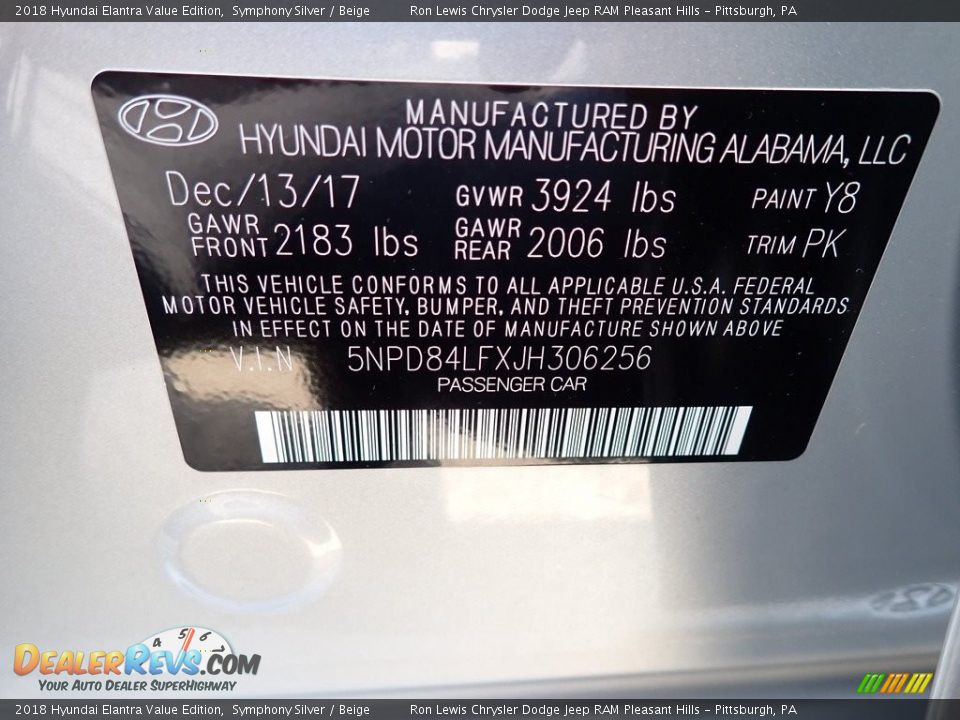 2018 Hyundai Elantra Value Edition, Symphony Silver / Beige Ron Lewis Chrysler Dodge Jeep RAM Pleasant Hills - Pittsburgh, PA
MANUFACTURED BY
HYUNDAI MOTOR MANUFACTURING ALABAMA, LLC
Dec/13/17 GVWR 3924 lbs PAINT Y8
GAWR FRONT 2183 lbs GAWR REAR 2006 lbs TRIM PK
THIS VEHICLE CONFORMS TO ALL APPLICABLE U.S.A. FEDERAL
MOTOR VEHICLE SAFETY, BUMPER, AND THEFT PREVENTION STANDARDS
IN EFFECT ON THE DATE OF MANUFACTURE SHOWN ABOVE
V.I.N 5NPD84LFXJH306256
PASSENGER CAR
4 5 6
DEALERREVS.COM
YOUR AUTO DEALER SUPERHIGHWAY
2018 Hyundai Elantra Value Edition, Symphony Silver / Beige Ron Lewis Chrysler Dodge Jeep RAM Pleasant Hills - Pittsburgh, PA